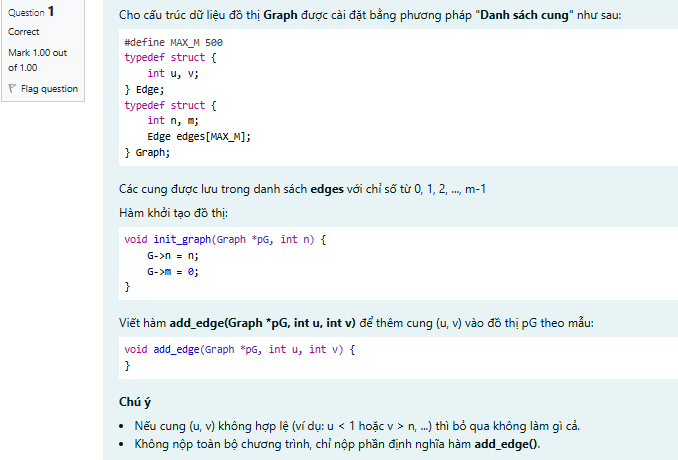 Question 1
Correct
Mark 1.00 out
of 1.00
Flag question
Cho cấu trúc dữ liệu đồ thị Graph được cài đặt bằng phương pháp "Danh sách cung" như sau:
#define MAX_M 500
typedef struct {
    int u, v;
} Edge;
typedef struct {
    int n, m;
    Edge edges[MAX_M];
} Graph;
Các cung được lưu trong danh sách edges với chỉ số từ 0, 1, 2, ..., m-1
Hàm khởi tạo đồ thị:
void init_graph(Graph *pG, int n) {
    G->n = n;
    G->m = 0;
}
Viết hàm add_edge(Graph *pG, int u, int v) để thêm cung (u, v) vào đồ thị pG theo mẫu:
void add_edge(Graph *pG, int u, int v) {
}
Chú ý
• Nếu cung (u, v) không hợp lệ (ví dụ: u < 1 hoặc v > n, ...) thì bỏ qua không làm gì cả.
• Không nộp toàn bộ chương trình, chỉ nộp phần định nghĩa hàm add_edge().